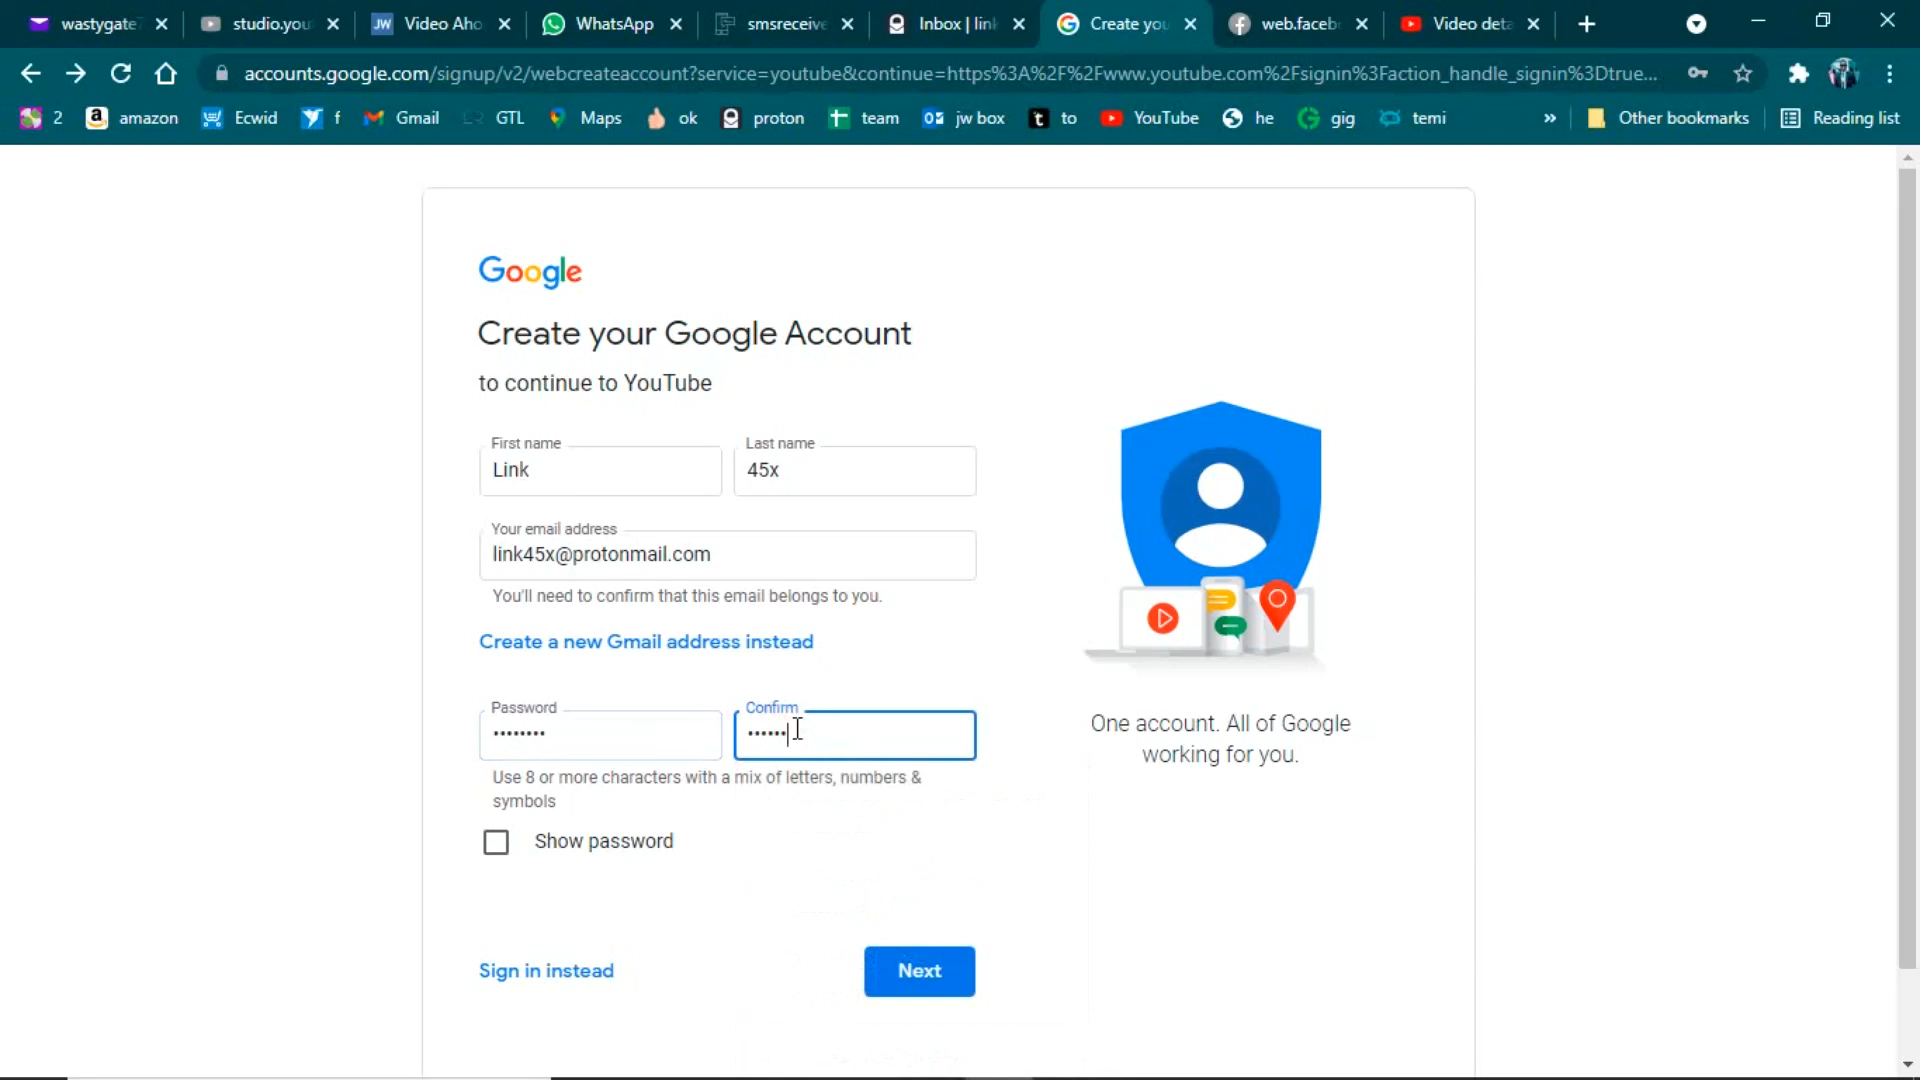 wastygate
studio.you
Video Aho
WhatsApp
smsreceive
Inbox | link
Create you
web.faceb
Video deta
accounts.google.com/signup/v2/webcreateaccount?service=youtube&continue=https%3A%2F%2Fwww.youtube.com%2Fsignin%3Faction_handle_signin%3Dtrue...
2 amazon Ecwid f Gmail GTL Maps ok proton team jw box to YouTube he gig temi » Other bookmarks Reading list
Google
Create your Google Account
to continue to YouTube
First name Last name
Link 45x
Your email address
link45x@protonmail.com
You'll need to confirm that this email belongs to you.
Create a new Gmail address instead
Password Confirm
•••••••• ••••••
Use 8 or more characters with a mix of letters, numbers &
symbols
Show password
Sign in instead Next
One account. All of Google
working for you.